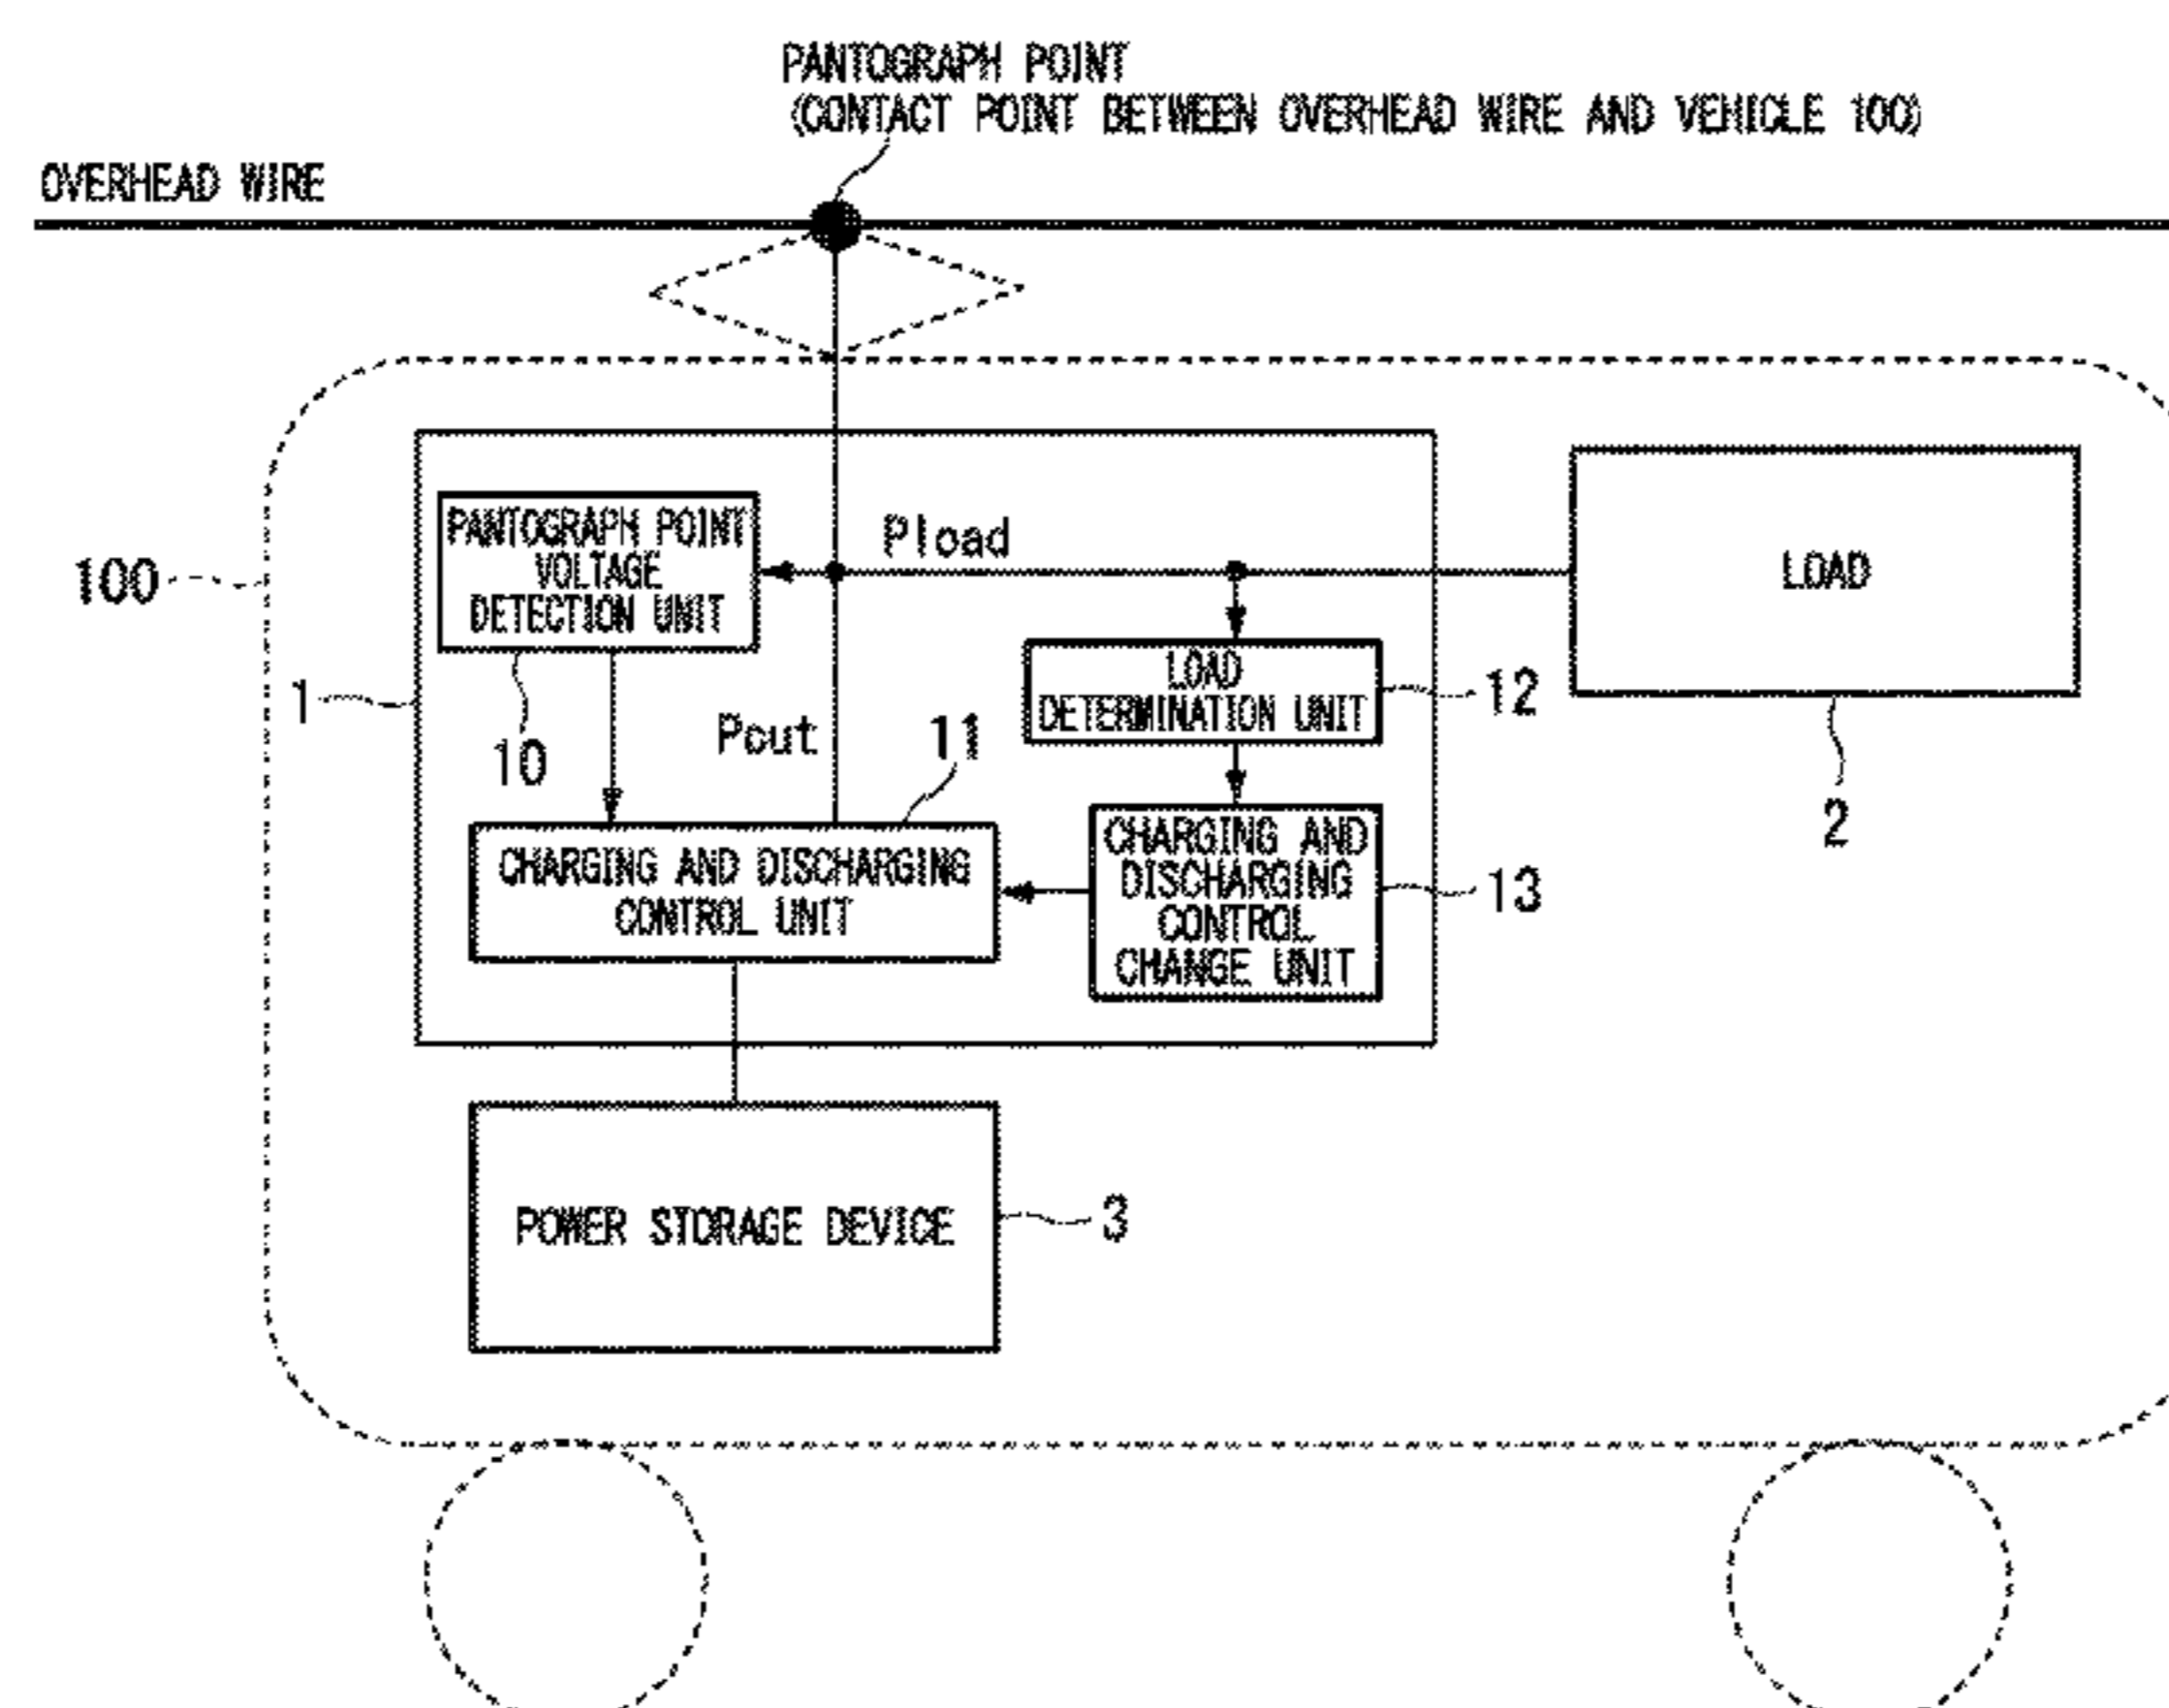 PANTOGRAPH POINT
(CONTACT POINT BETWEEN OVERHEAD WIRE AND VEHICLE 100)
OVERHEAD WIRE
PANTOGRAPH POINT
VOLTAGE
DETECTION UNIT
Pload
LOAD
100
1
10
Pcut
11
LOAD
DETERMINATION UNIT
12
2
CHARGING AND DISCHARGING
CONTROL UNIT
CHARGING AND
DISCHARGING
CONTROL
CHANGE UNIT
13
POWER STORAGE DEVICE
3